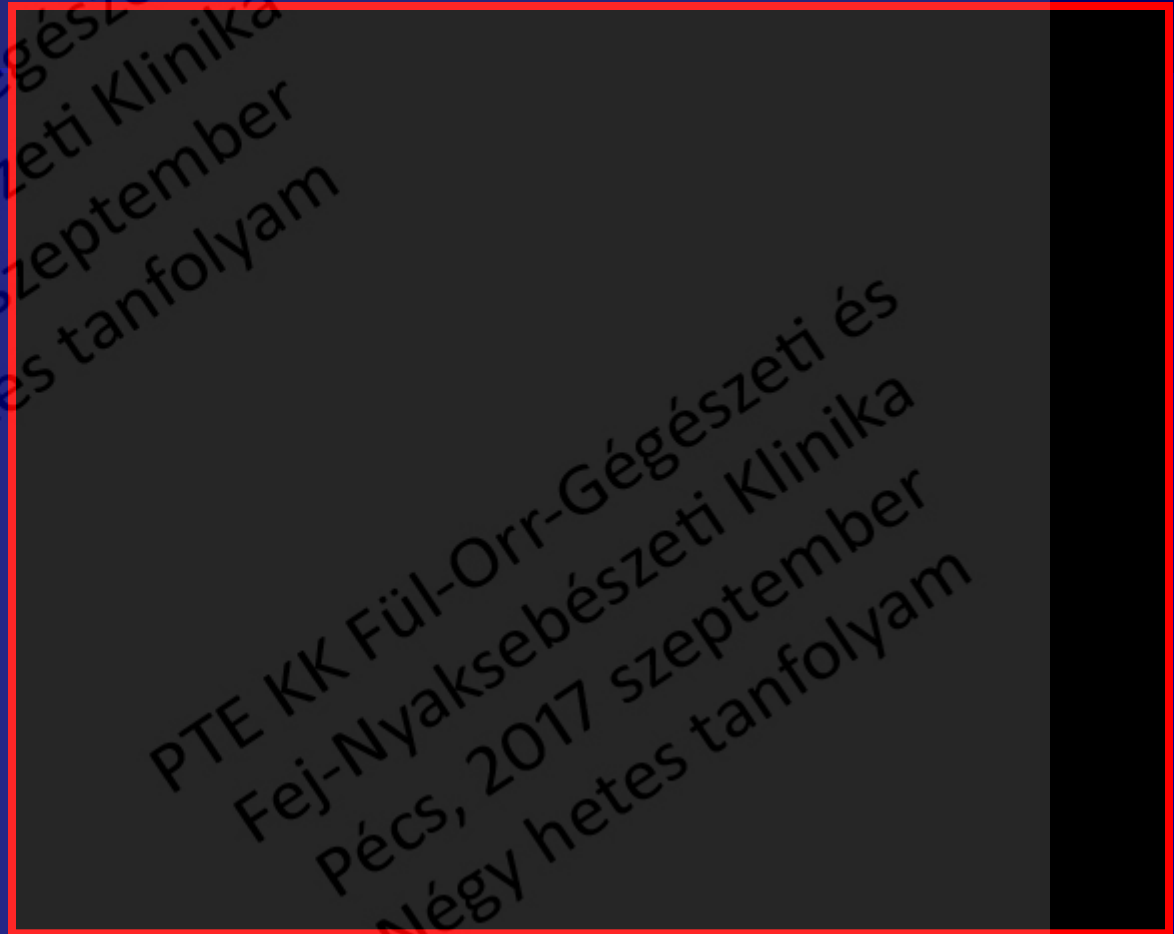 égész
zeti Klinika
szeptember
es tanfolyam
PTE KK Fül-Orr-Gégészeti és
Fej-Nyaksebészeti Klinika
Pécs, 2017 szeptember
Négy hetes tanfolyam